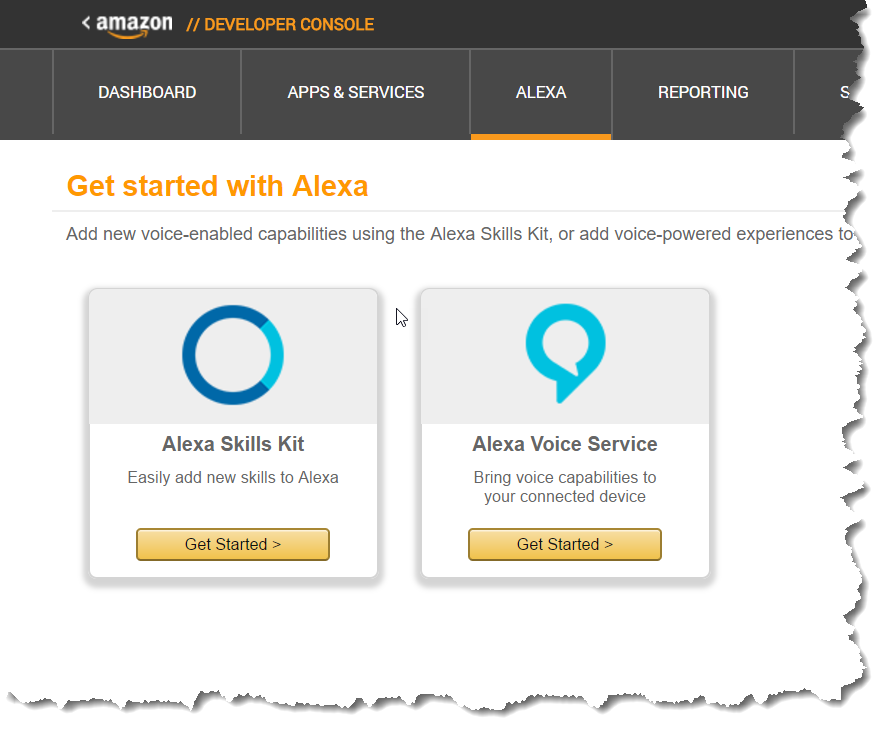 < amazon // DEVELOPER CONSOLE
DASHBOARD APPS & SERVICES ALEXA REPORTING S
Get started with Alexa
Add new voice-enabled capabilities using the Alexa Skills Kit, or add voice-powered experiences to
Alexa Skills Kit
Easily add new skills to Alexa
Get Started >
Alexa Voice Service
Bring voice capabilities to
your connected device
Get Started >